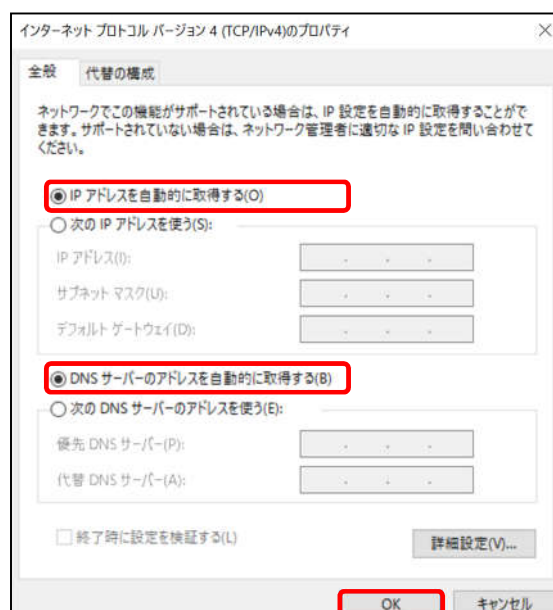 インターネット プロトコル バージョン 4 (TCP/IPv4)のプロパティ
全般
代替の構成
ネットワークでこの機能がサポートされている場合は、IP 設定を自動的に取得することがで
きます。サポートされていない場合は、ネットワーク管理者に適切な IP 設定を問い合わせて
ください。
IP アドレスを自動的に取得する(O)
次の IP アドレスを使う(S):
IP アドレス(I):
サブネット マスク(U):
デフォルト ゲートウェイ(D):
DNS サーバーのアドレスを自動的に取得する(B)
次の DNS サーバーのアドレスを使う(E):
優先 DNS サーバー(P):
代替 DNS サーバー(A):
終了時に設定を検証する(L)
詳細設定(V)...
OK
キャンセル